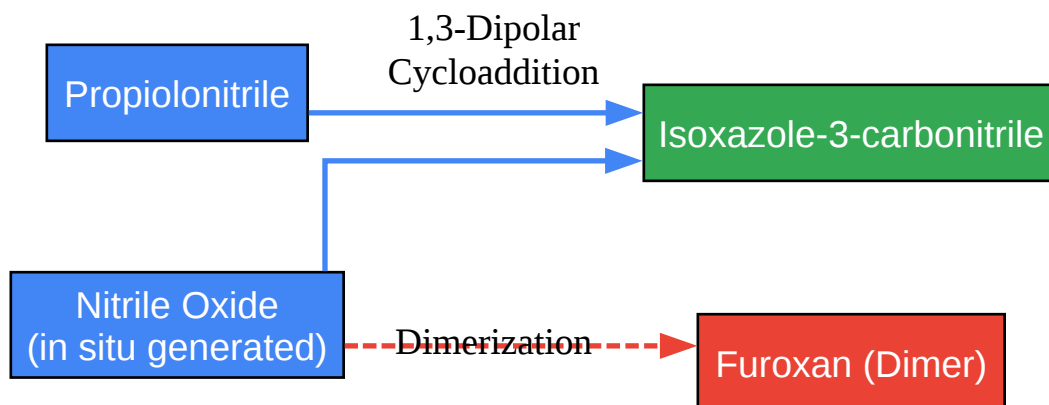 1,3-Dipolar
Cycloaddition
Propiolonitrile
Isoxazole-3-carbonitrile
Nitrile Oxide
(in situ generated)
Dimerization
Furoxan (Dimer)